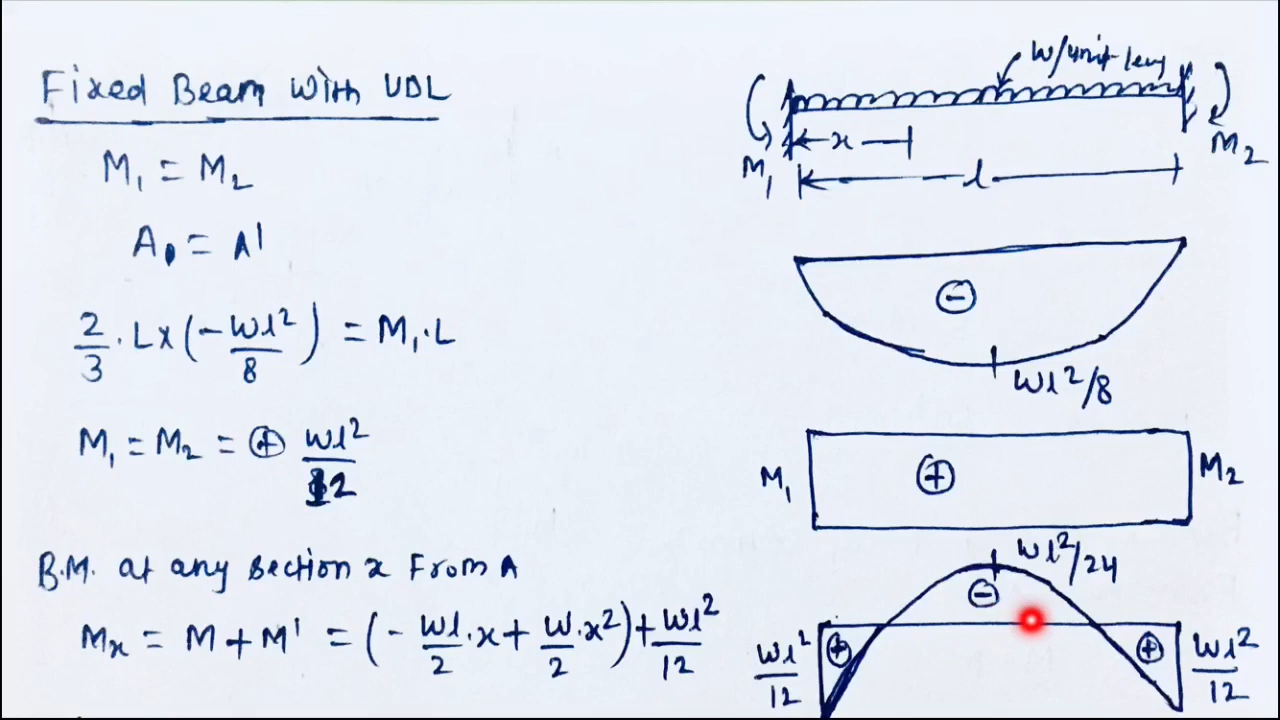 Fixed Beam With UDL
M₁ = M₂
A₁ = A'
2/3 . L x (- wl²/8) = M₁.L
M₁ = M₂ = ⊕ wl²/12
B.M. at any section x From A
Mx = M + M' = (- wl/2 . x + w/2 . x²) + wl²/12
w/unit leng
M₁
x
l
M₂
⊖
wl²/8
M₁
⊕
M₂
wl²/24
⊖
wl²/12
⊕
⊕
wl²/12